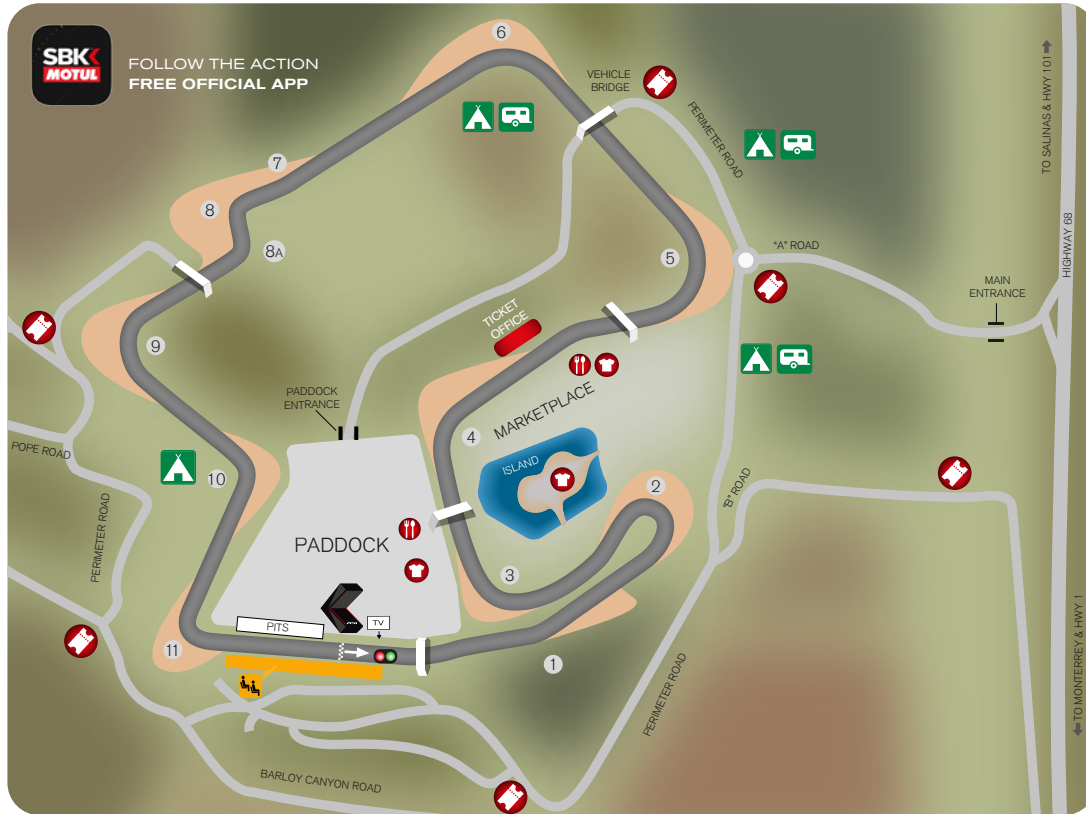 SBK
MOTUL
FOLLOW THE ACTION
FREE OFFICIAL APP
6
VEHICLE
BRIDGE
PERIMETER ROAD
TO SALINAS & HWY 101
7
8
8A
5
"A" ROAD
HIGHWAY 68
MAIN
ENTRANCE
TICKET
OFFICE
9
PADDOCK
ENTRANCE
MARKETPLACE
4
POPE ROAD
ISLAND
10
2
"B" ROAD
PERIMETER ROAD
PADDOCK
3
PITS
TV
11
1
PERIMETER ROAD
TO MONTERREY & HWY 1
BARLOY CANYON ROAD